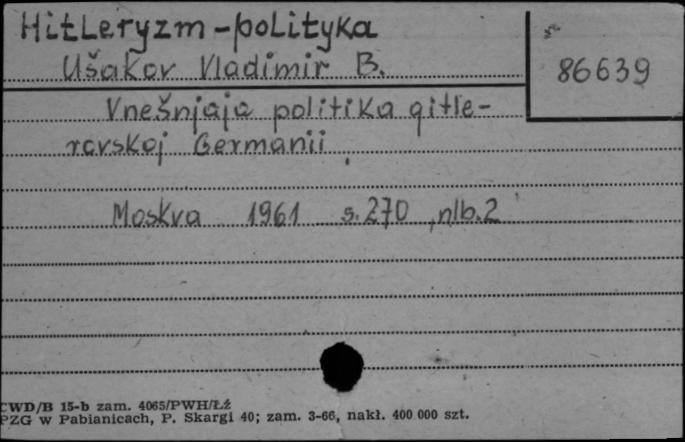 Hitleryzm-polityka
Ušakov Vladimir B.
86639
Vnešnjaja politika gitle-
rovskoj Germanii
Moskva 1961 s. 270, nlb. 2
CWD/B 15-b zam. 4065/PWH/Łź
PZG w Pabianicach, P. Skargi 40; zam. 3-66, nakł. 400 000 szt.